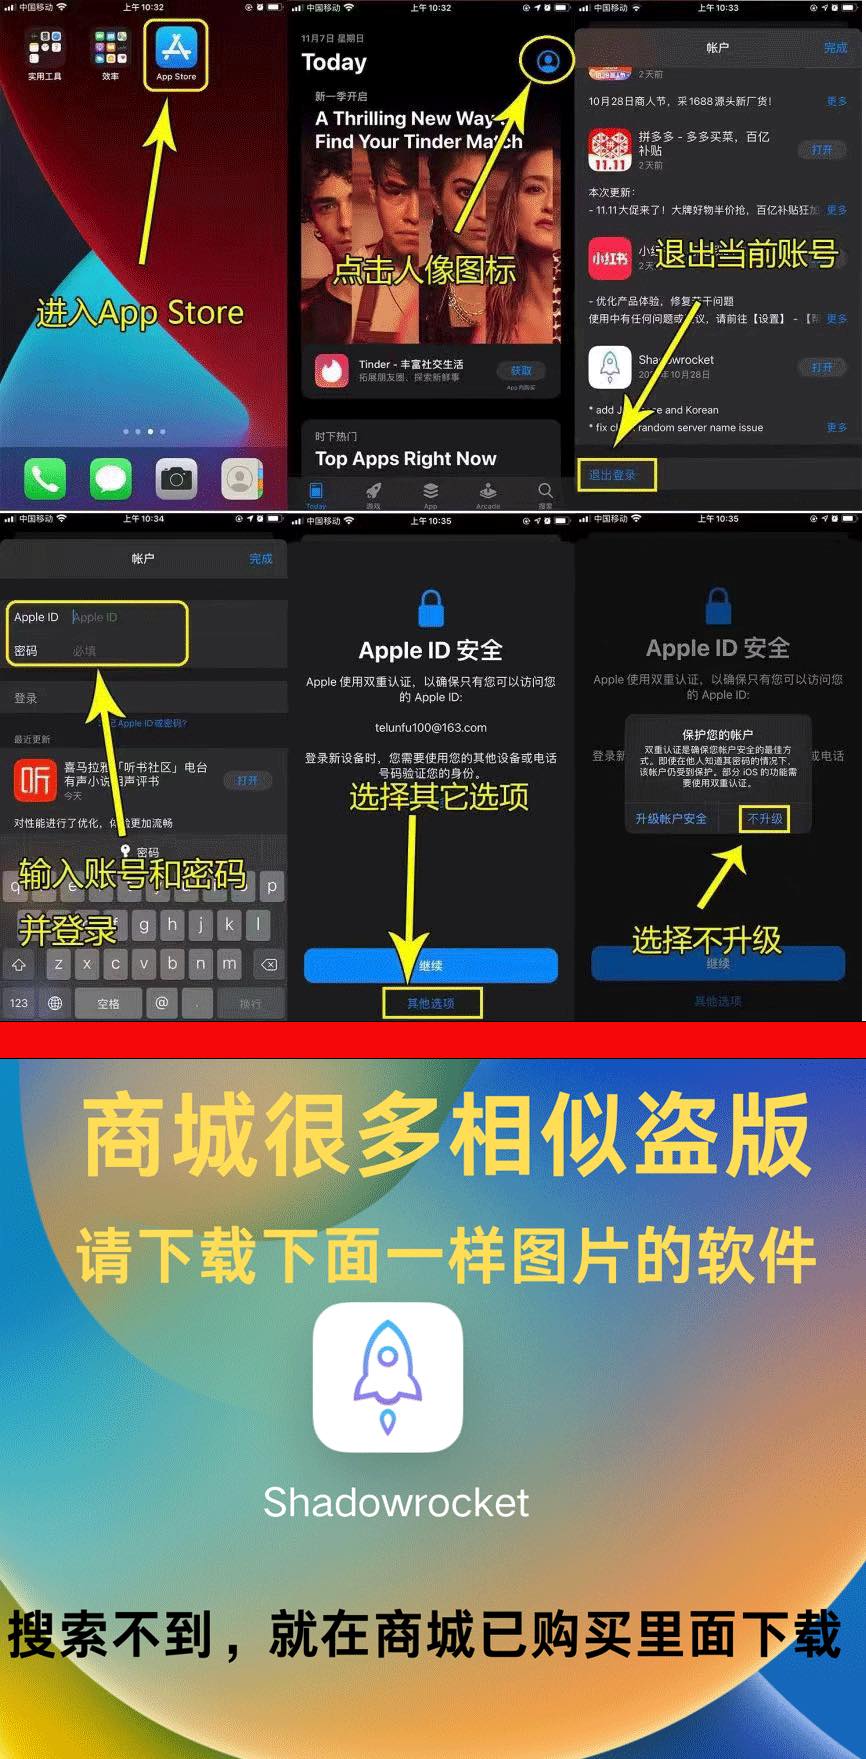 中国移动 上午10:32
实用工具 效率 App Store
进入App Store
中国移动 上午10:32
11月7日 星期日
Today
新一季开启
A Thrilling New Way
Find Your Tinder Match
点击人像图标
Tinder - 丰富社交生活
拓展朋友圈、探索新鲜事
获取
App 内购买
时下热门
Top Apps Right Now
Today 游戏 App Arcade 搜索
中国移动 上午10:33
帐户 完成
2天前
10月28日商人节，采1688源头新厂货！ 更多
拼多多 - 多多买菜，百亿
补贴
2天前
打开
11.11
本次更新：
- 11.11大促来了！大牌好物半价抢，百亿补贴狂加 更多
小红书
退出当前账号
- 优化产品体验，修复若干问题
使用中有任何问题或建议，请前往【设置】 - 【 更多
Shadowrocket
10月28日
打开
and Korean
random server name issue 更多
退出登录
中国移动 上午10:34
帐户 完成
Apple ID Apple ID
密码 必填
登录
Apple ID或密码?
最近更新
听
喜马拉雅「听书社区」电台
有声小说相声评书
今天
打开
对性能进行了优化，体验更加流畅
密码
输入账号和密码
并登录
q e p
g h j k l
z x c v b n m
123 空格 @ . 换行
中国移动 上午10:35
Apple ID 安全
Apple 使用双重认证，以确保只有您可以访问您
的 Apple ID:
telunfu100@163.com
登录新设备时，您需要使用您的其他设备或电话
号码验证您的身份。
选择其它选项
继续
其他选项
中国移动 上午10:35
Apple ID 安全
Apple 使用双重认证，以确保只有您可以访问您
的 Apple ID:
登录新 或电话
保护您的帐户
双重认证是确保您帐户安全的最佳方
式。即使在他人知道其密码的情况下，
该帐户仍受到保护。部分 iOS 的功能需
要使用双重认证。
升级帐户安全 不升级
选择不升级
继续
其他选项
商城很多相似盗版
请下载下面一样图片的软件
Shadowrocket
搜索不到，就在商城已购买里面下载